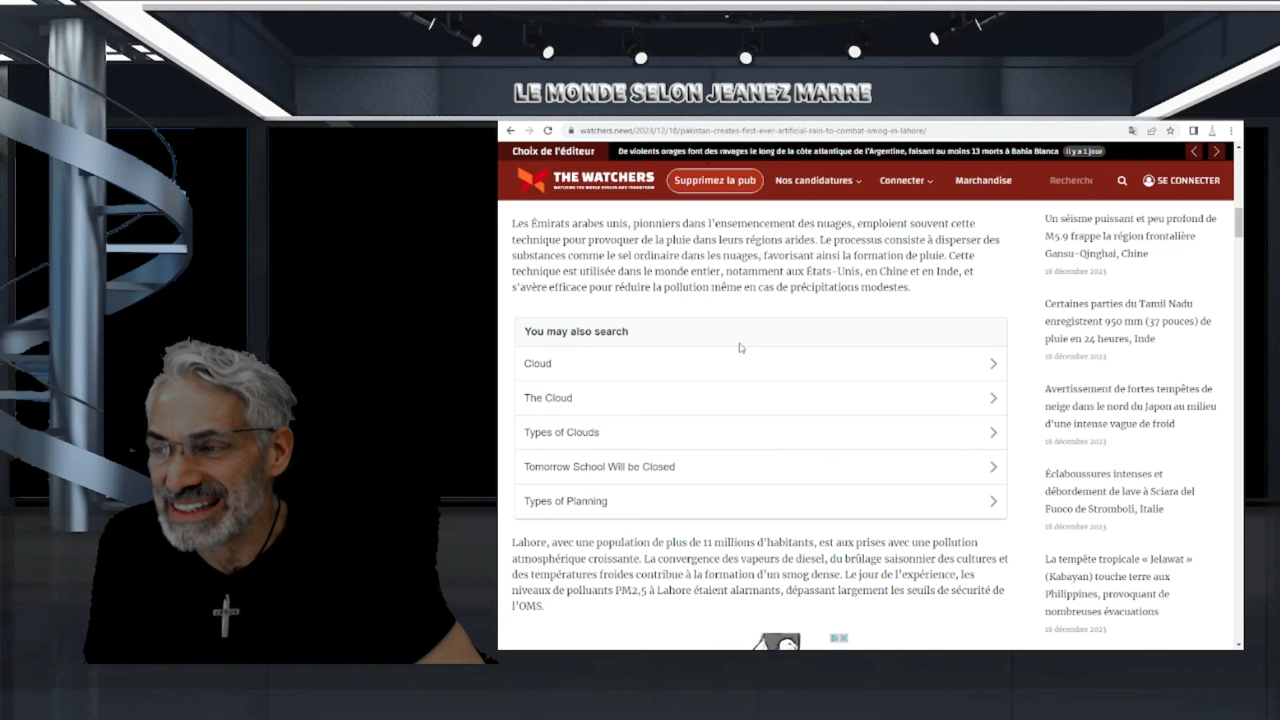 LE MONDE SELON JEANEZ MARRE
watchers.news/2023/12/18/pakistan-creates-first-ever-artificial-rain-to-combat-smog-in-lahore/
Choix de l'éditeur
De violents orages font des ravages le long de la côte atlantique de l'Argentine, faisant au moins 13 morts à Bahia Blanca
il y a 1 jour
THE WATCHERS
WATCHING THE WORLD EVOLVE AND TRANSFORM
Supprimez la pub
Nos candidatures
Connecter
Marchandise
Recherche
SE CONNECTER
Les Émirats arabes unis, pionniers dans l'ensemencement des nuages, emploient souvent cette
technique pour provoquer de la pluie dans leurs régions arides. Le processus consiste à disperser des
substances comme le sel ordinaire dans les nuages, favorisant ainsi la formation de pluie. Cette
technique est utilisée dans le monde entier, notamment aux États-Unis, en Chine et en Inde, et
s'avère efficace pour réduire la pollution même en cas de précipitations modestes.
You may also search
Cloud
The Cloud
Types of Clouds
Tomorrow School Will be Closed
Types of Planning
Lahore, avec une population de plus de 11 millions d'habitants, est aux prises avec une pollution
atmosphérique croissante. La convergence des vapeurs de diesel, du brûlage saisonnier des cultures et
des températures froides contribue à la formation d'un smog dense. Le jour de l'expérience, les
niveaux de polluants PM2,5 à Lahore étaient alarmants, dépassant largement les seuils de sécurité de
l'OMS.
Un séisme puissant et peu profond de
M5.9 frappe la région frontalière
Gansu-Qinghai, Chine
18 décembre 2023
Certaines parties du Tamil Nadu
enregistrent 950 mm (37 pouces) de
pluie en 24 heures, Inde
18 décembre 2023
Avertissement de fortes tempêtes de
neige dans le nord du Japon au milieu
d'une intense vague de froid
18 décembre 2023
Éclaboussures intenses et
débordement de lave à Sciara del
Fuoco de Stromboli, Italie
18 décembre 2023
La tempête tropicale « Jelawat »
(Kabayan) touche terre aux
Philippines, provoquant de
nombreuses évacuations
18 décembre 2023